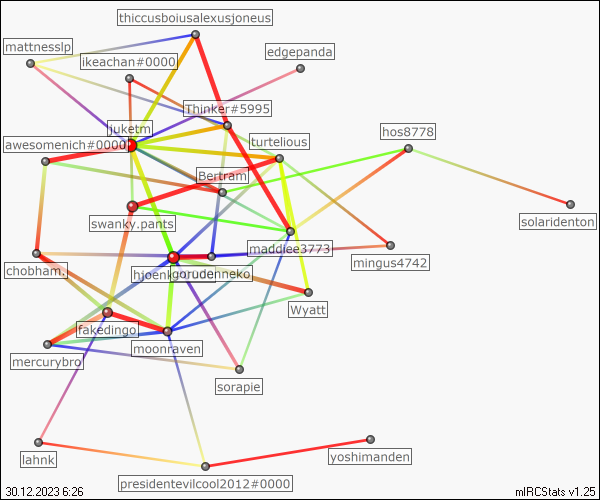 thiccusboiusalexusjoneus
mattnesslp
edgepanda
ikeachan#0000
Thinker#5995
juketm
hos8778
awesomenich#0000
turtelious
Bertram
swanky.pants
solaridenton
maddiee3773
mingus4742
chobham.
hjoenk
gorudenneko
Wyatt
fakedingo
moonraven
mercurybro
sorapie
lahnk
yoshimanden
presidentevilcool2012#0000
30.12.2023 6:26
mIRCStats v1.25